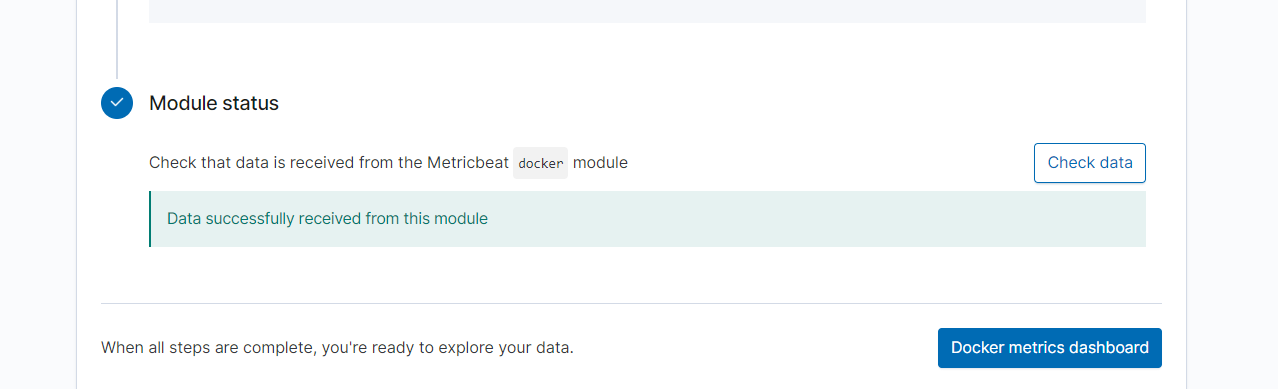 Module status
Check that data is received from the Metricbeat docker module
Check data
Data successfully received from this module
When all steps are complete, you're ready to explore your data.
Docker metrics dashboard